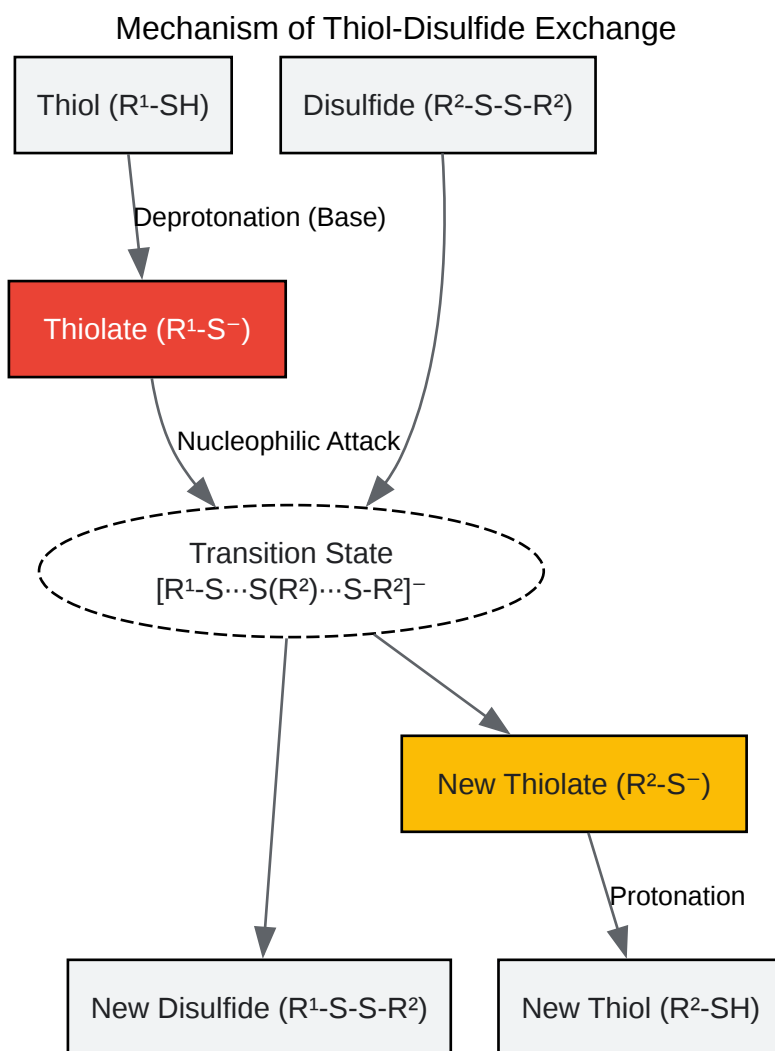 Mechanism of Thiol-Disulfide Exchange
Thiol (R¹-SH)
Disulfide (R²-S-S-R²)
Deprotonation (Base)
Thiolate (R¹-S⁻)
Nucleophilic Attack
Transition State
[R¹-S···S(R²)···S-R²]⁻
New Thiolate (R²-S⁻)
Protonation
New Disulfide (R¹-S-S-R²)
New Thiol (R²-SH)